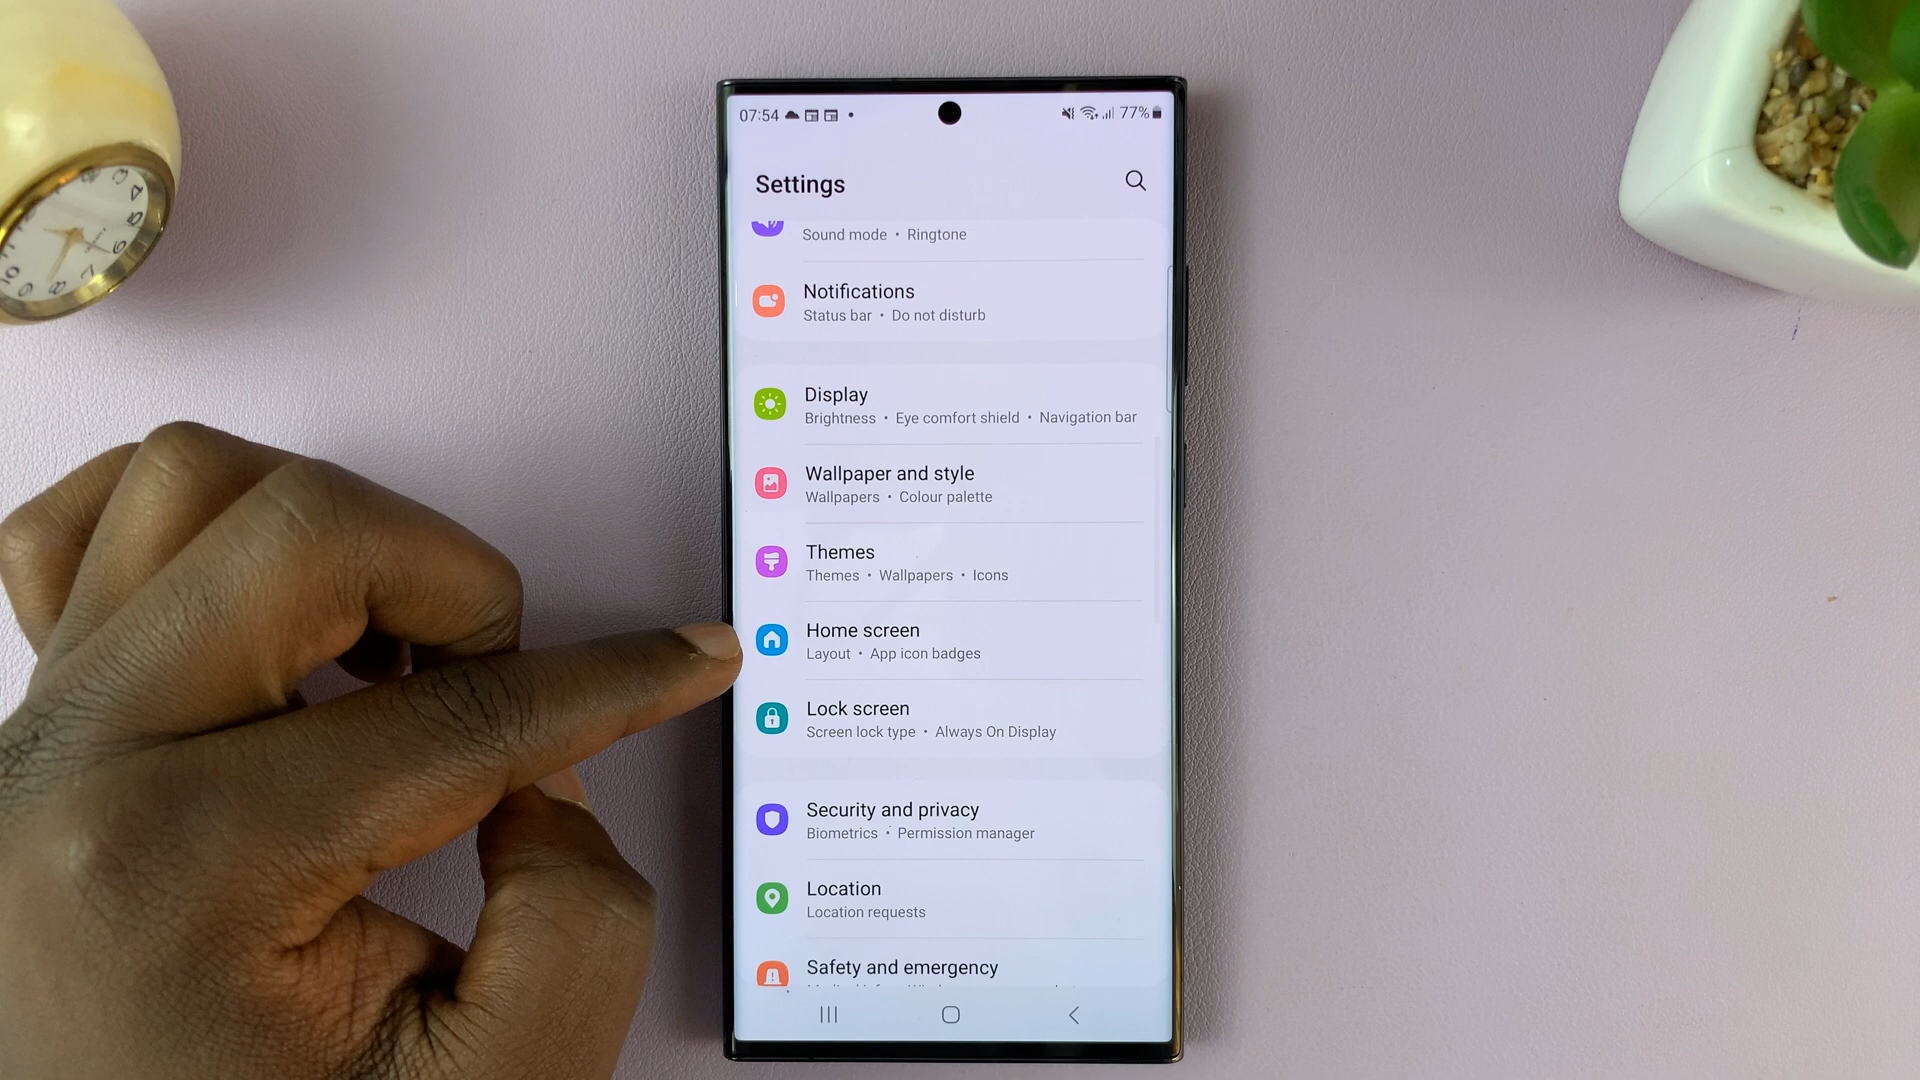 07:54
77%
Settings
Sound mode • Ringtone
Notifications
Status bar • Do not disturb
Display
Brightness • Eye comfort shield • Navigation bar
Wallpaper and style
Wallpapers • Colour palette
Themes
Themes • Wallpapers • Icons
Home screen
Layout • App icon badges
Lock screen
Screen lock type • Always On Display
Security and privacy
Biometrics • Permission manager
Location
Location requests
Safety and emergency